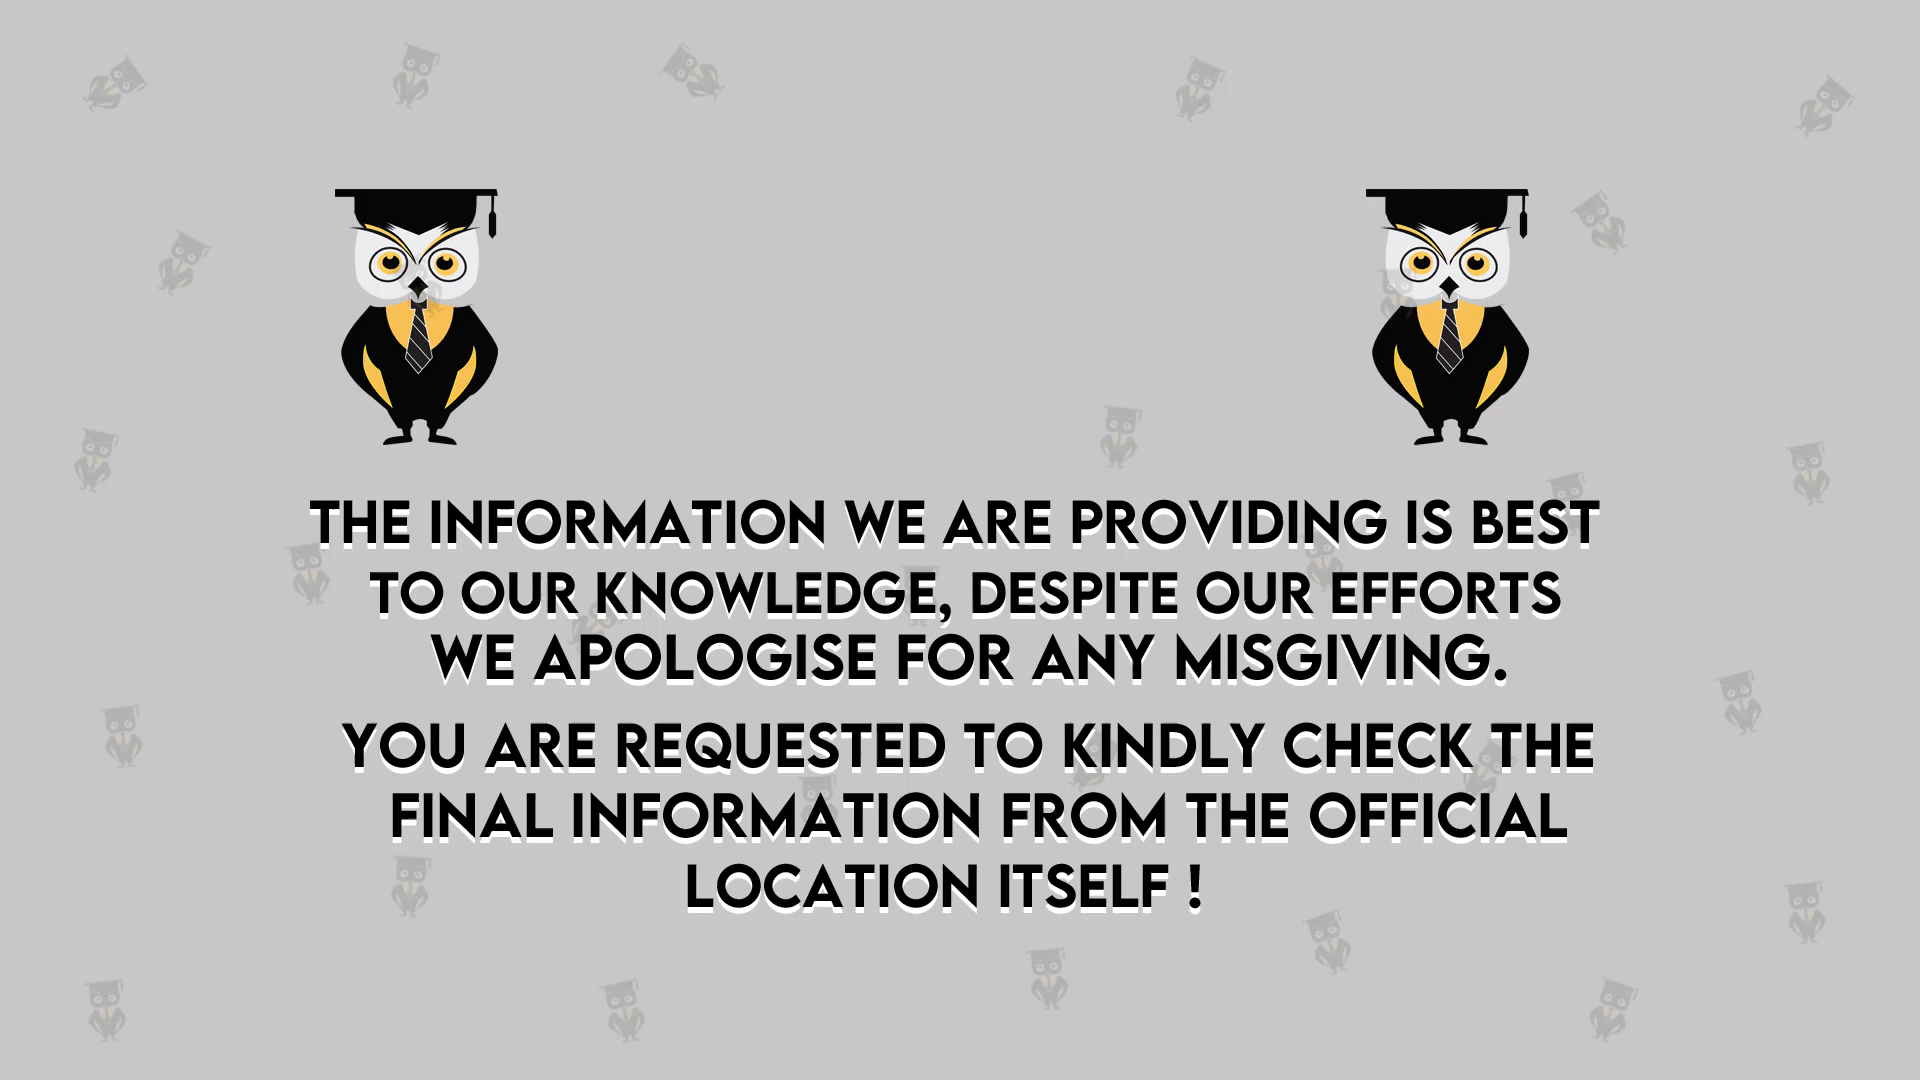 THE INFORMATION WE ARE PROVIDING IS BEST
TO OUR KNOWLEDGE, DESPITE OUR EFFORTS
WE APOLOGISE FOR ANY MISGIVING.
YOU ARE REQUESTED TO KINDLY CHECK THE
FINAL INFORMATION FROM THE OFFICIAL
LOCATION ITSELF !